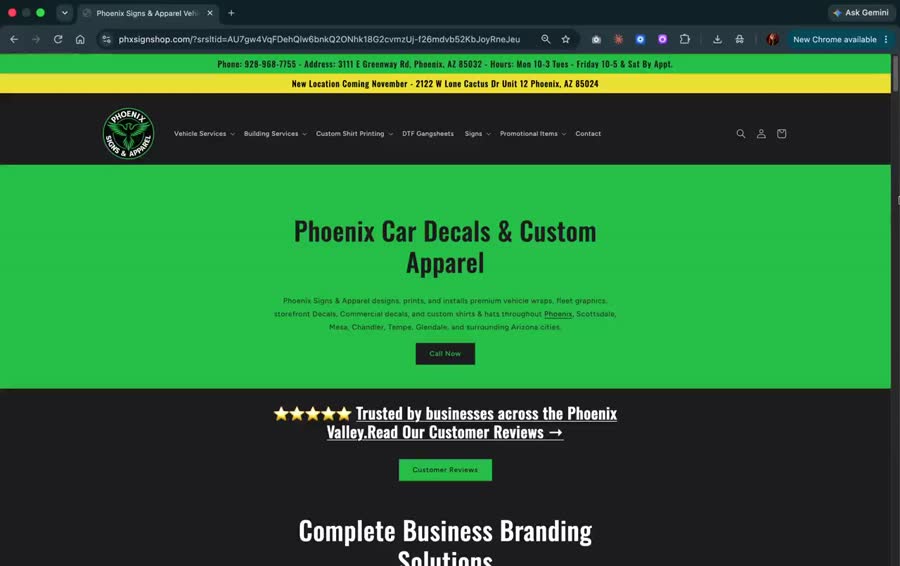 Phoenix Signs & Apparel Veh
Ask Gemini
phxsignshop.com/?srsltid=AU7gw4VqFDehQlw6bnkQ2ONhk18G2cvmzUj-f26mdvb52KbJoyRneJeu
New Chrome available
Phone: 928-968-7755 - Address: 3111 E Greenway Rd, Phoenix, AZ 85032 - Hours: Mon 10-3 Tues - Friday 10-5 & Sat By Appt.
New Location Coming November - 2122 W Lone Cactus Dr Unit 12 Phoenix, AZ 85024
PHOENIX
SIGNS & APPAREL
Vehicle Services
Building Services
Custom Shirt Printing
DTF Gangsheets
Signs
Promotional Items
Contact
Phoenix Car Decals & Custom
Apparel
Phoenix Signs & Apparel designs, prints, and installs premium vehicle wraps, fleet graphics,
storefront Decals, Commercial decals, and custom shirts & hats throughout Phoenix, Scottsdale,
Mesa, Chandler, Tempe, Glendale, and surrounding Arizona cities.
Call Now
⭐⭐⭐⭐⭐ Trusted by businesses across the Phoenix
Valley.Read Our Customer Reviews →
Customer Reviews
Complete Business Branding
Solutions